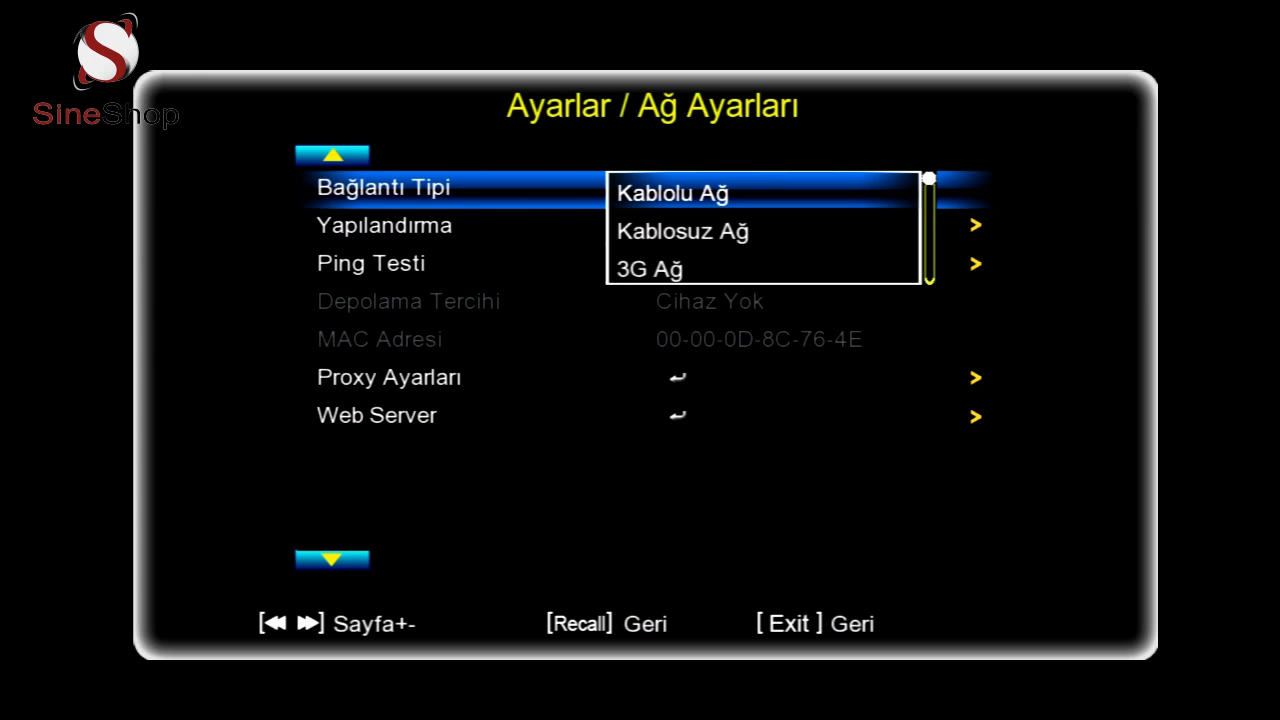 SineShop
Ayarlar / Ağ Ayarları
Bağlantı Tipi
Kablolu Ağ
Kablosuz Ağ
3G Ağ
Yapılandırma >
Ping Testi >
Depolama Tercihi Cihaz Yok
MAC Adresi 00-00-0D-8C-76-4E
Proxy Ayarları >
Web Server >
[⏪ ⏩] Sayfa+- [Recall] Geri [ Exit ] Geri